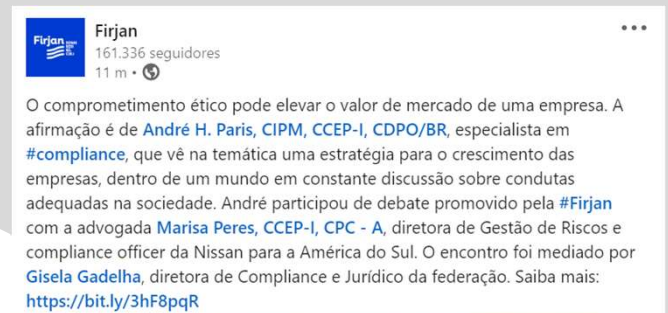 Firjan
Firjan
161.336 seguidores
11 m •
O comprometimento ético pode elevar o valor de mercado de uma empresa. A
afirmação é de André H. Paris, CIPM, CCEP-I, CDPO/BR, especialista em
#compliance, que vê na temática uma estratégia para o crescimento das
empresas, dentro de um mundo em constante discussão sobre condutas
adequadas na sociedade. André participou de debate promovido pela #Firjan
com a advogada Marisa Peres, CCEP-I, CPC - A, diretora de Gestão de Riscos e
compliance officer da Nissan para a América do Sul. O encontro foi mediado por
Gisela Gadelha, diretora de Compliance e Jurídico da federação. Saiba mais:
https://bit.ly/3hF8pqR